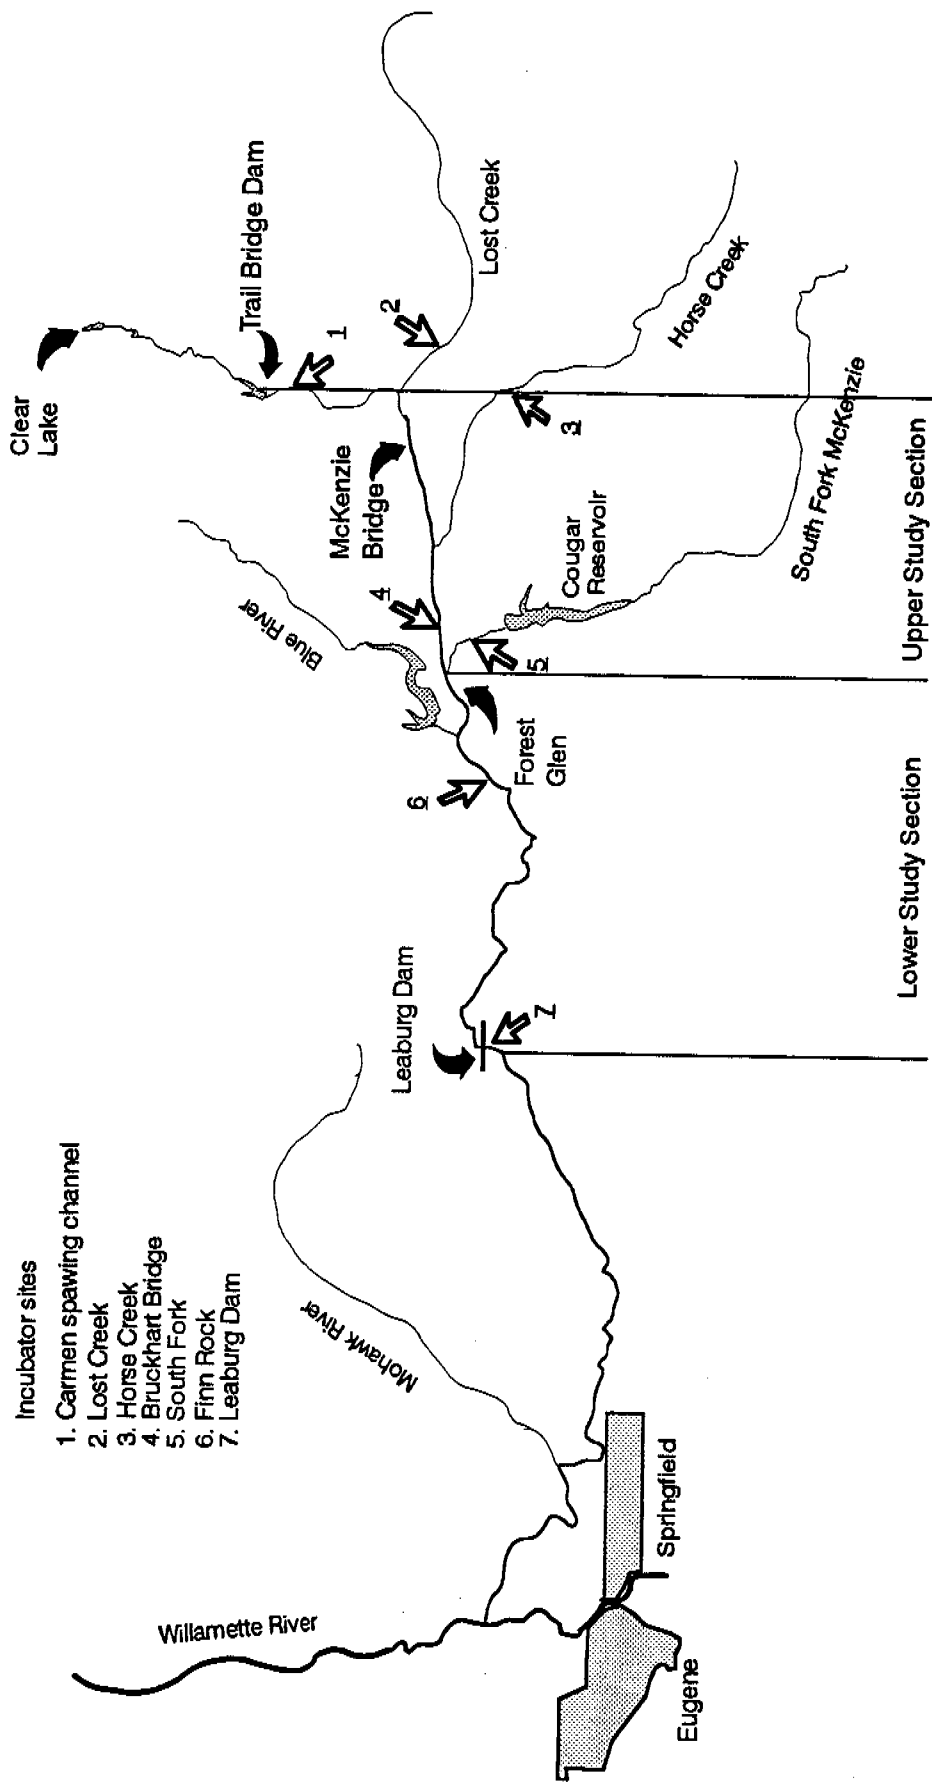 Incubator sites
1. Carmen spawing channel
2. Lost Creek
3. Horse Creek
4. Bruckhart Bridge
5. South Fork
6. Finn Rock
7. Leaburg Dam
Clear
Lake
Trail Bridge Dam
1
2
Lost Creek
McKenzie
Bridge
Horse Creek
3
Blue River
4
Cougar
Reservoir
South Fork McKenzie
5
6
Forest
Glen
Upper Study Section
Leaburg Dam
7
Lower Study Section
Mohawk River
Willamette River
Springfield
Eugene